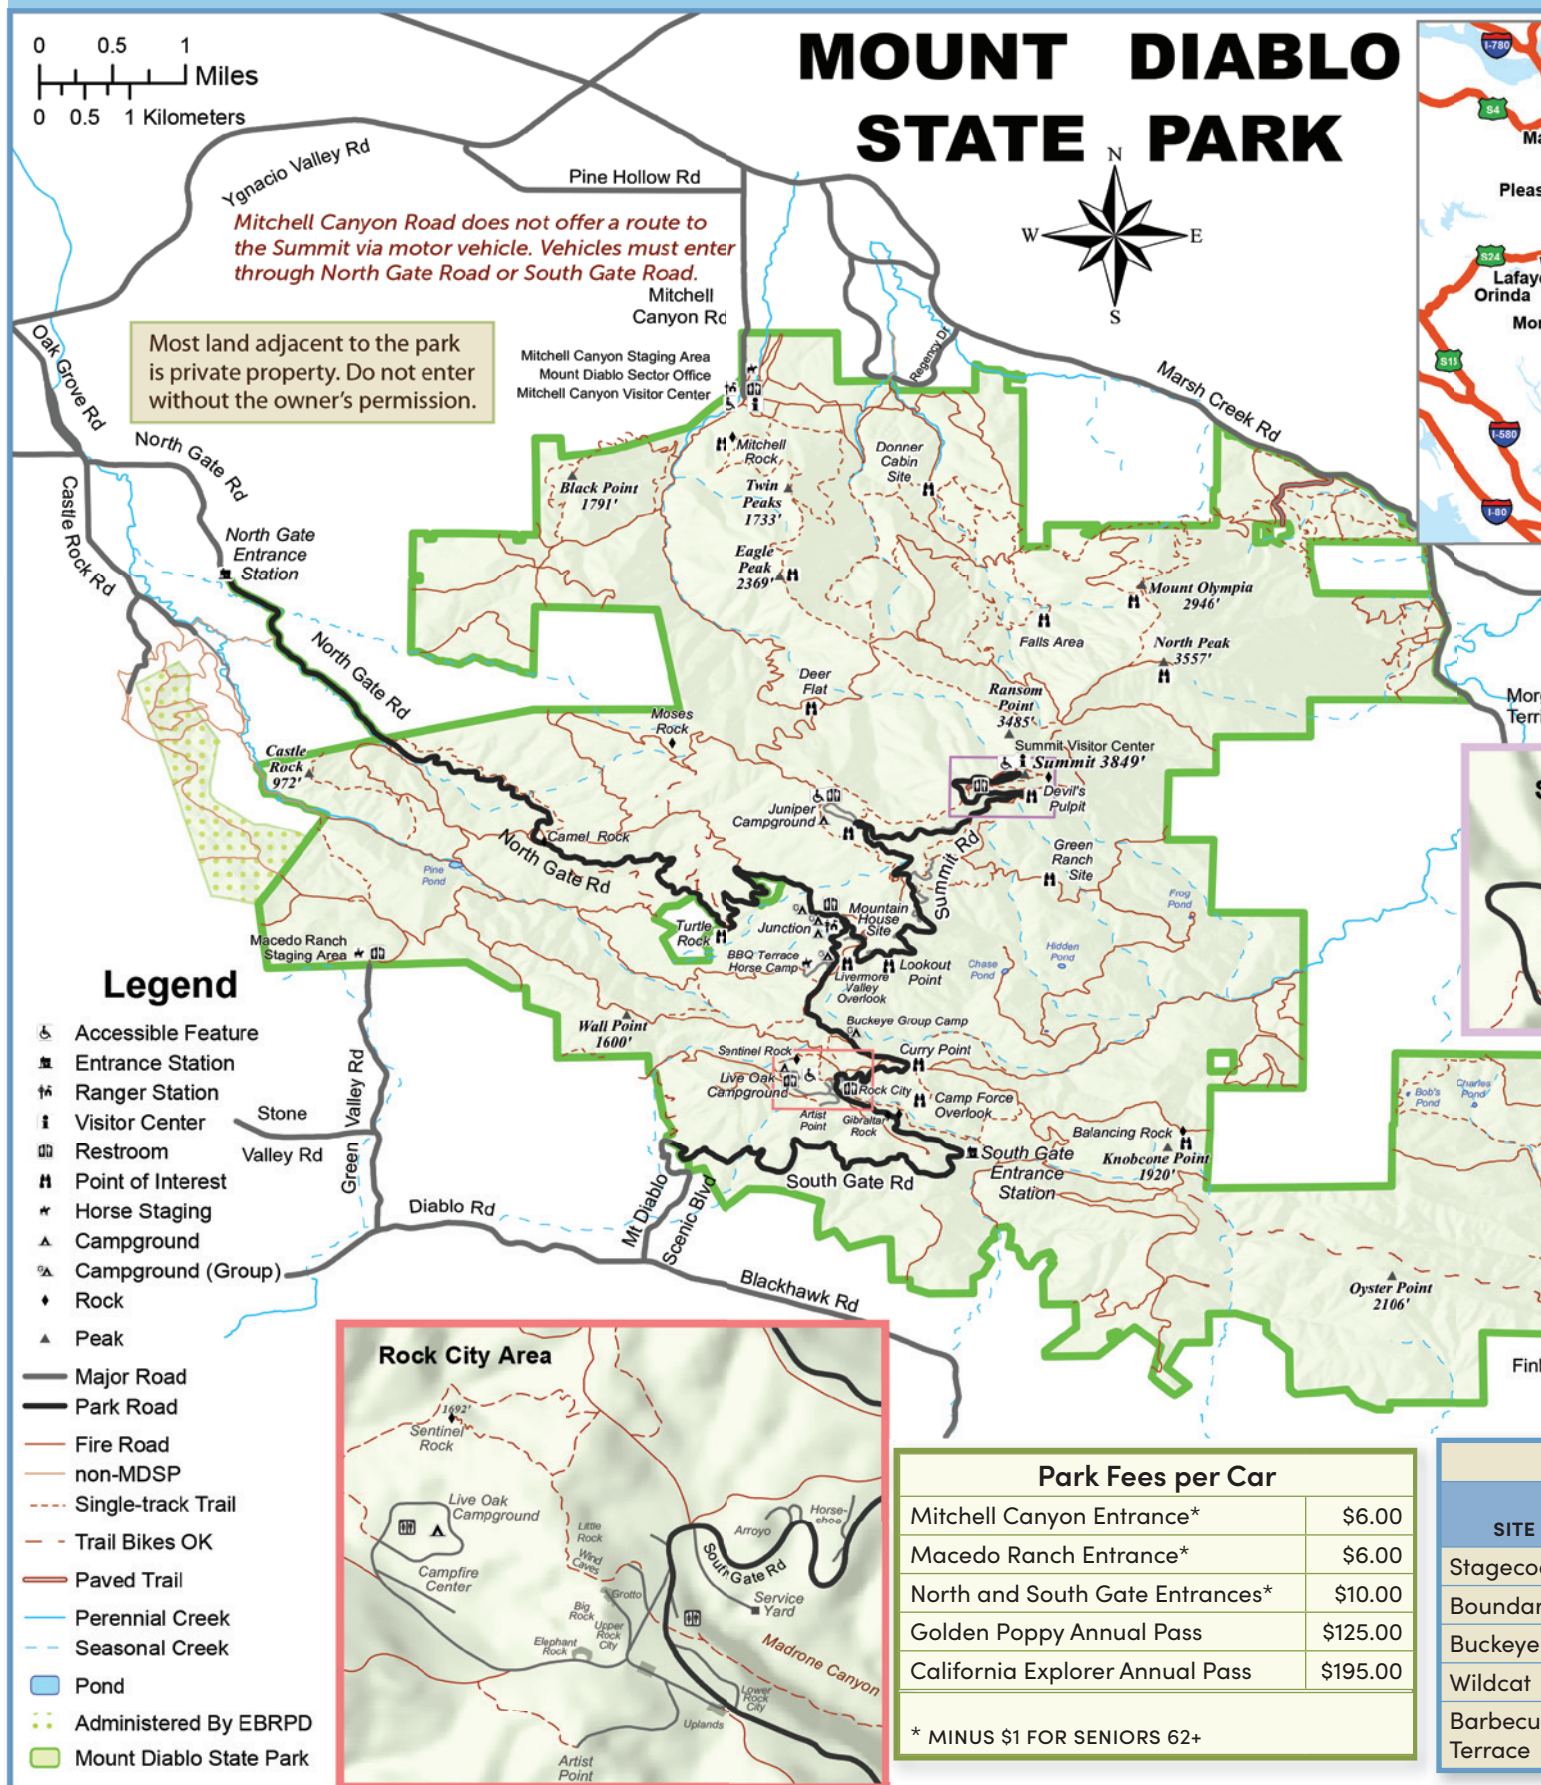 MOUNT DIABLO
STATE PARK
0 0.5 1
Miles
0 0.5 1 Kilometers
N
W E
S
Ygnacio Valley Rd
Pine Hollow Rd
Mitchell Canyon Road does not offer a route to
the Summit via motor vehicle. Vehicles must enter
through North Gate Road or South Gate Road.
Mitchell
Canyon Rd
Most land adjacent to the park
is private property. Do not enter
without the owner's permission.
Mitchell Canyon Staging Area
Mount Diablo Sector Office
Mitchell Canyon Visitor Center
Regency Dr
Marsh Creek Rd
Oak Grove Rd
North Gate Rd
Castle Rock Rd
North Gate
Entrance
Station
North Gate Rd
Mitchell
Rock
Black Point
1791'
Twin
Peaks
1733'
Eagle
Peak
2369'
Donner
Cabin
Site
Mount Olympia
2946'
Falls Area
North Peak
3557'
Deer
Flat
Ransom
Point
3485'
Moses
Rock
Summit Visitor Center
Summit 3849'
Devil's
Pulpit
Castle
Rock
972'
Juniper
Campground
Camel Rock
North Gate Rd
Summit Rd
Green
Ranch
Site
Pine
Pond
Frog
Pond
Turtle
Rock
Junction
Mountain
House
Site
BBQ Terrace
Horse Camp
Livermore
Valley
Overlook
Lookout
Point
Chase
Pond
Hidden
Pond
Macedo Ranch
Staging Area
Wall Point
1600'
Buckeye Group Camp
Sentinel Rock
Curry Point
Live Oak
Campground
Rock City
Camp Force
Overlook
Artist
Point
Gibraltar
Rock
Balancing Rock
Knobcone Point
1920'
South Gate
Entrance
Station
South Gate Rd
Bob's
Pond
Charles
Pond
Oyster Point
2106'
Stone
Valley Rd
Green Valley Rd
Diablo Rd
Mt Diablo
Scenic Blvd
Blackhawk Rd
I-780
S4
Ma
Pleas
S24
Lafay
Orinda
Mor
I-580
I-80
Mor
Terri
S
Finl
Legend
Accessible Feature
Entrance Station
Ranger Station
Visitor Center
Restroom
Point of Interest
Horse Staging
Campground
Campground (Group)
Rock
Peak
Major Road
Park Road
Fire Road
non-MDSP
Single-track Trail
Trail Bikes OK
Paved Trail
Perennial Creek
Seasonal Creek
Pond
Administered By EBRPD
Mount Diablo State Park
Rock City Area
1692'
Sentinel
Rock
Live Oak
Campground
Campfire
Center
Little
Rock
Wind
Caves
Arroyo
Horse-
shoe
South Gate Rd
Service
Yard
Grotto
Big
Rock
Upper
Rock
City
Elephant
Rock
Madrone Canyon
Lower
Rock
City
Uplands
Artist
Point
Park Fees per Car
Mitchell Canyon Entrance* $6.00
Macedo Ranch Entrance* $6.00
North and South Gate Entrances* $10.00
Golden Poppy Annual Pass $125.00
California Explorer Annual Pass $195.00
* MINUS $1 FOR SENIORS 62+
SITE
Stageco
Boundar
Buckeye
Wildcat
Barbecu
Terrace